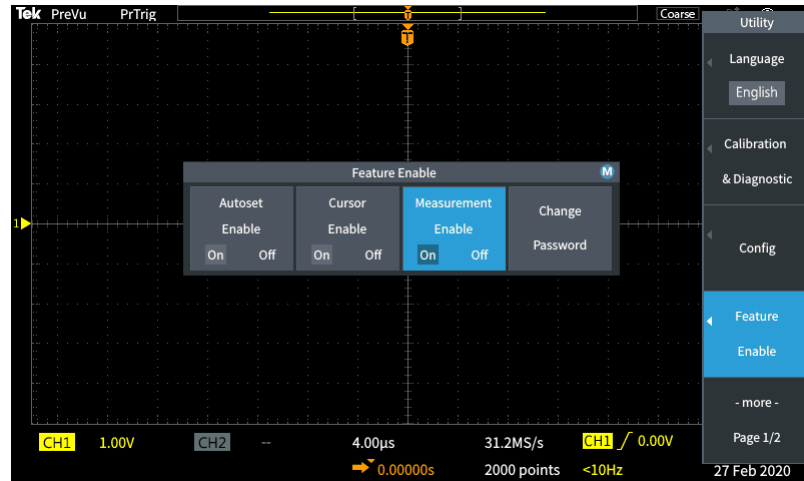 Tek PreVu PrTrig Coarse
T
T
Utility
Language
English
Calibration
& Diagnostic
Config
Feature
Enable
- more -
Page 1/2
Feature Enable M
Autoset
Enable
On Off
Cursor
Enable
On Off
Measurement
Enable
On Off
Change
Password
1
CH1 1.00V CH2 -- 4.00µs 31.2MS/s CH1 0.00V
0.00000s 2000 points <10Hz 27 Feb 2020